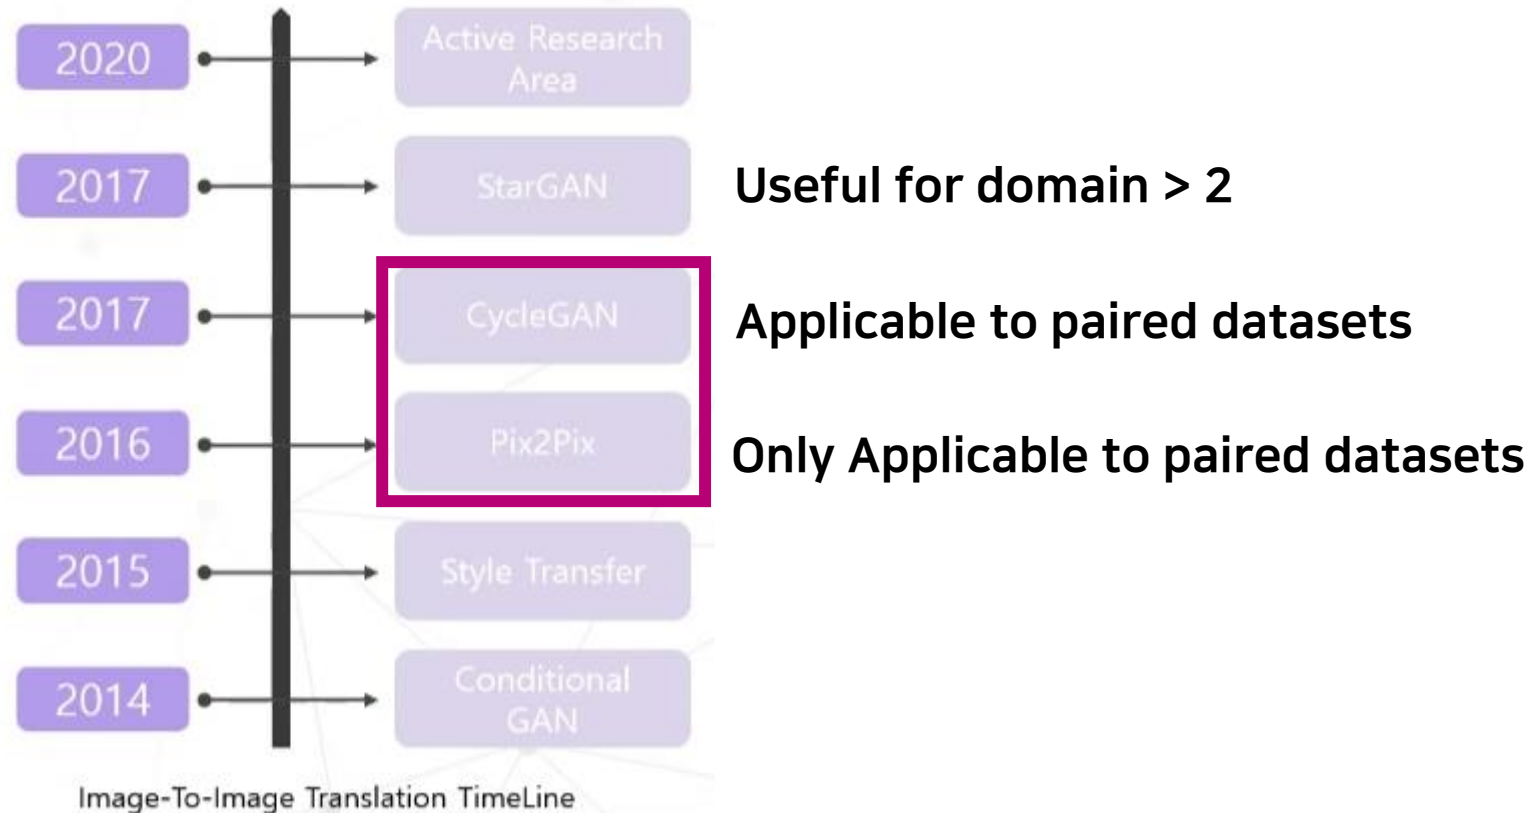 2020
Active Research
Area
2017
StarGAN
Useful for domain > 2
2017
CycleGAN
Applicable to paired datasets
2016
Pix2Pix
Only Applicable to paired datasets
2015
Style Transfer
2014
Conditional
GAN
Image-To-Image Translation TimeLine